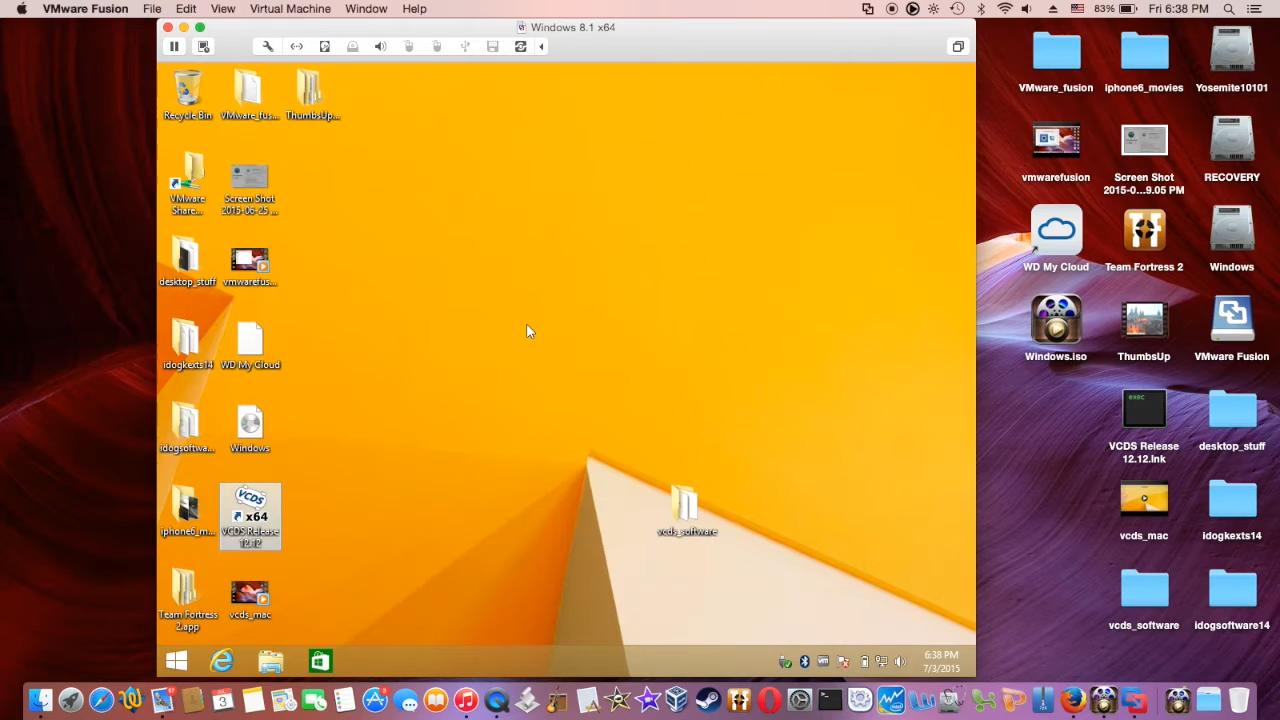 VMware Fusion File Edit View Virtual Machine Window Help
83% Fri 6:38 PM
Windows 8.1 x64
Recycle Bin VMware_fus... ThumbsUp...
VMware
Share...
Screen Shot
2015-06-25 ...
desktop_stuff vmwarefus...
idogkexts14 WD My Cloud
idogsoftwa... Windows
iphone6_m...
VCDS
x64
VCDS Release
12.12
vcds_software
Team Fortress
2.app
vcds_mac
6:38 PM
7/3/2015
VMware_fusion iphone6_movies Yosemite10101
vmwarefusion
Screen Shot
2015-0...9.05 PM
RECOVERY
WD My Cloud Team Fortress 2 Windows
Windows.iso ThumbsUp VMware Fusion
exec
VCDS Release
12.12.lnk
desktop_stuff
vcds_mac idogkexts14
vcds_software idogsoftware14